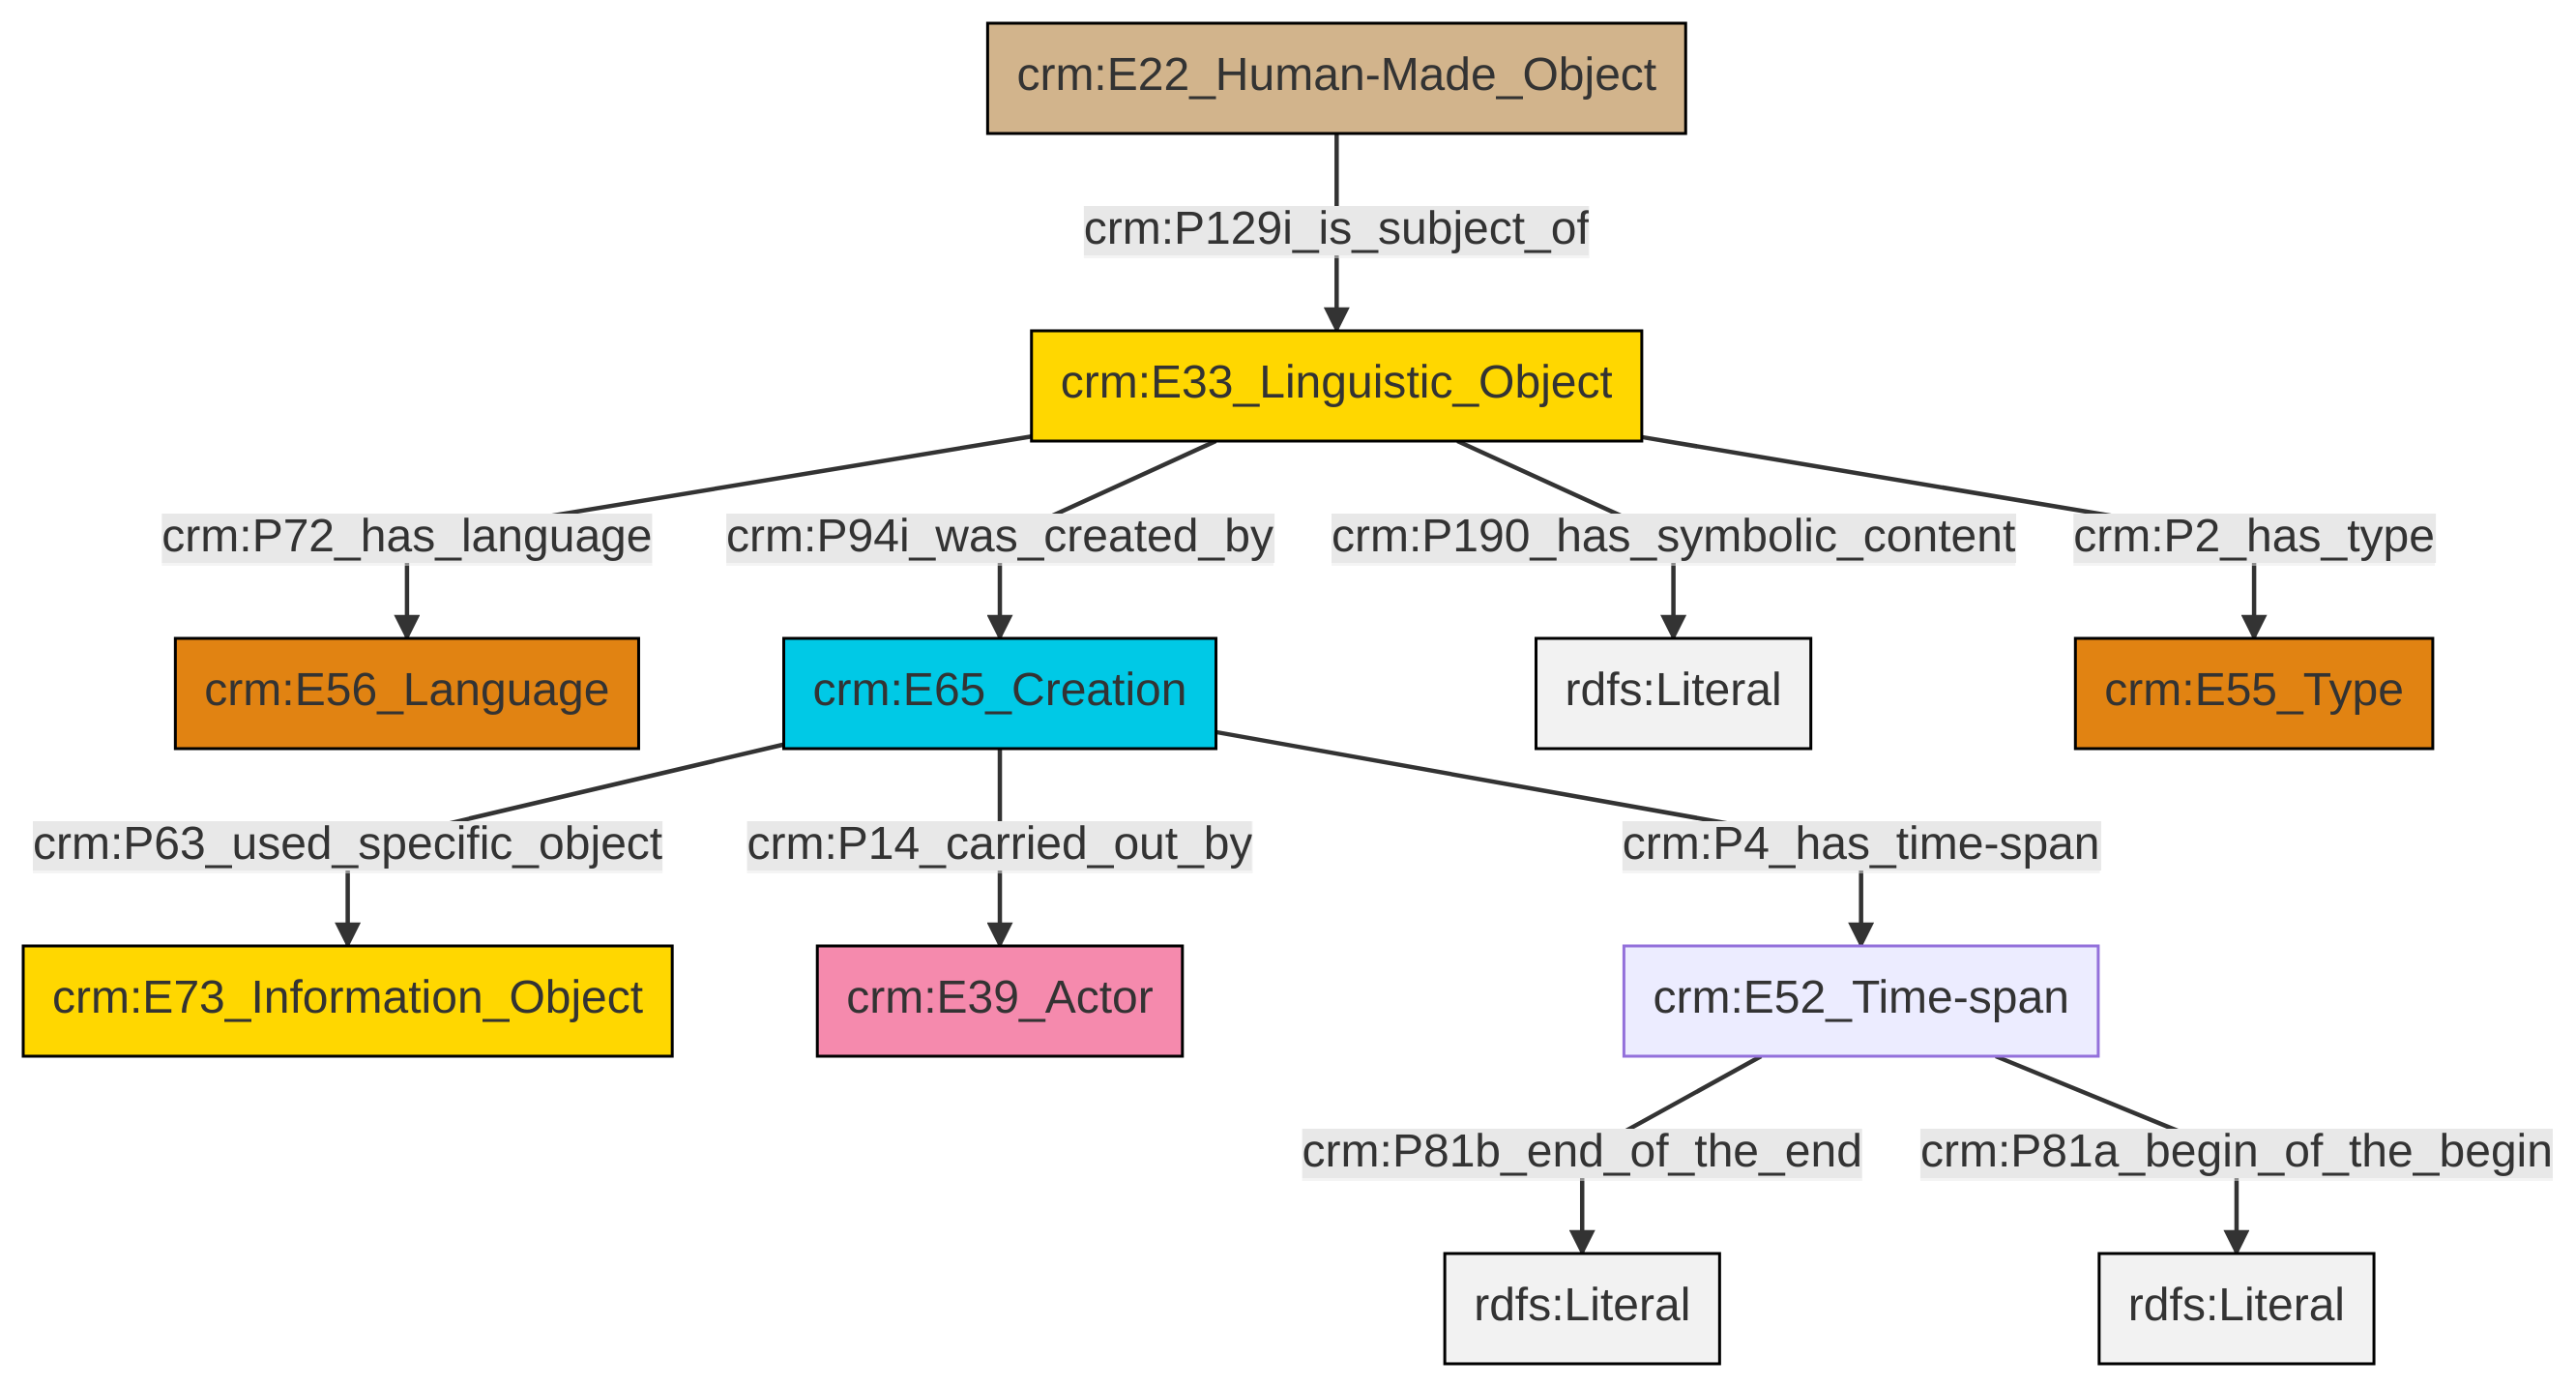 crm:E22_Human-Made_Object
crm:P129i_is_subject_of
crm:E33_Linguistic_Object
crm:P72_has_language
crm:P94i_was_created_by
crm:P190_has_symbolic_content
crm:P2_has_type
crm:E56_Language
crm:E65_Creation
rdfs:Literal
crm:E55_Type
crm:P63_used_specific_object
crm:P14_carried_out_by
crm:P4_has_time-span
crm:E73_Information_Object
crm:E39_Actor
crm:E52_Time-span
crm:P81b_end_of_the_end
crm:P81a_begin_of_the_begin
rdfs:Literal
rdfs:Literal